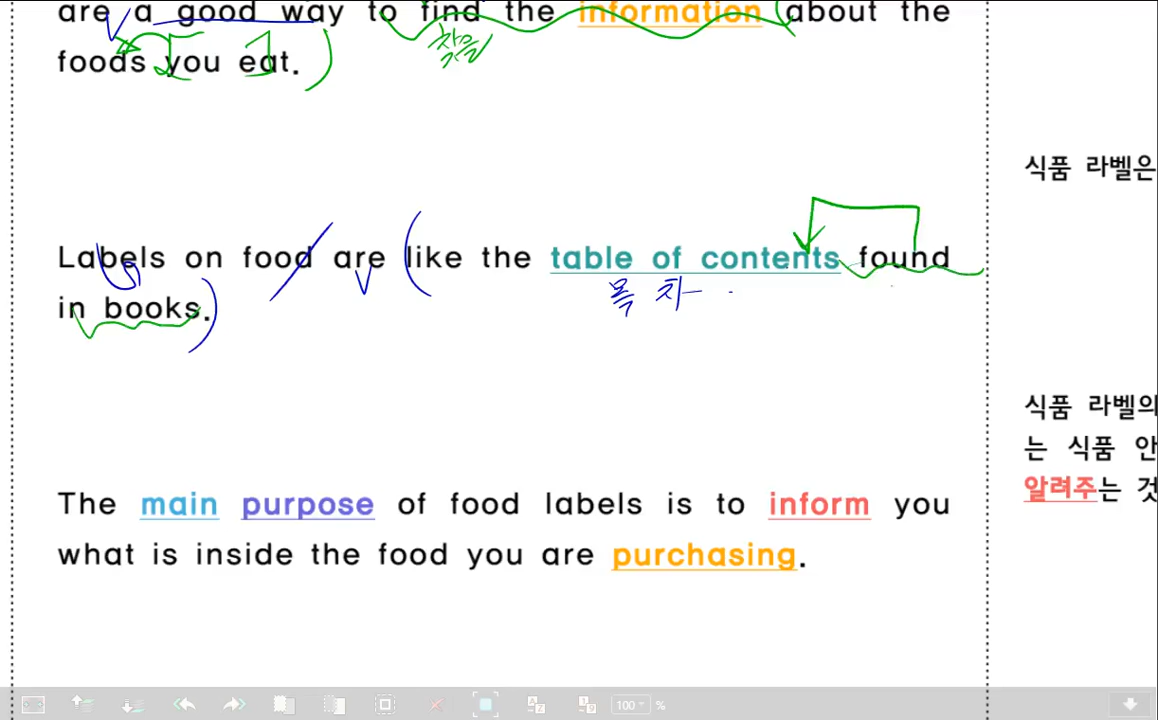 are a good way to find the information about the
찾을
foods you eat.
식품 라벨은
Labels on food are like the table of contents found
목차
in books.
식품 라벨의
는 식품 안
알려주는 것
The main purpose of food labels is to inform you
what is inside the food you are purchasing.
100 %